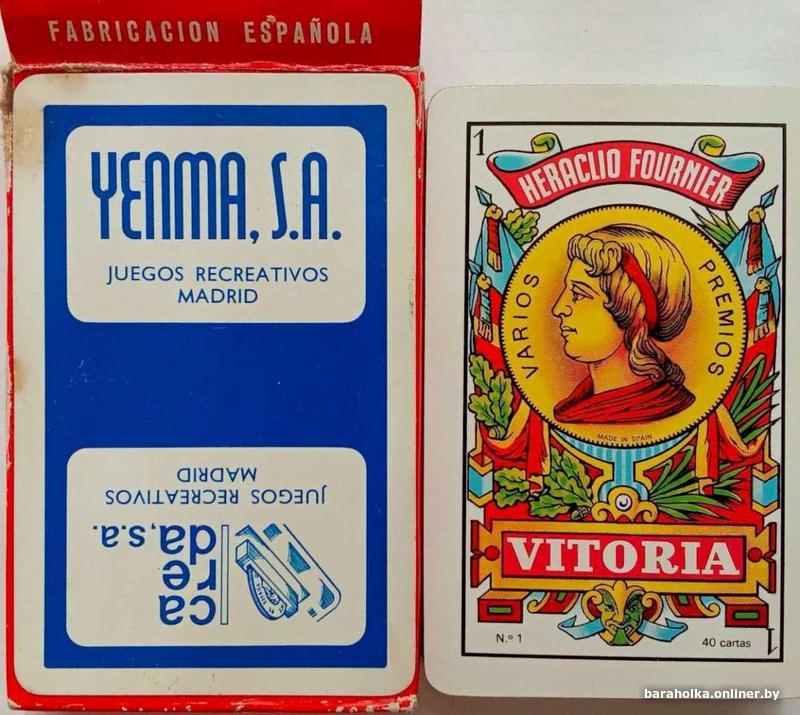 FABRICACION ESPAÑOLA
YENMA, S.A.
JUEGOS RECREATIVOS
MADRID
ca
re
da,s.a.
JUEGOS RECREATIVOS
MADRID
1
HERACLIO FOURNIER
VARIOS PREMIOS
MADE IN SPAIN
VITORIA
N.º 1
40 cartas
1
baraholka.onliner.by